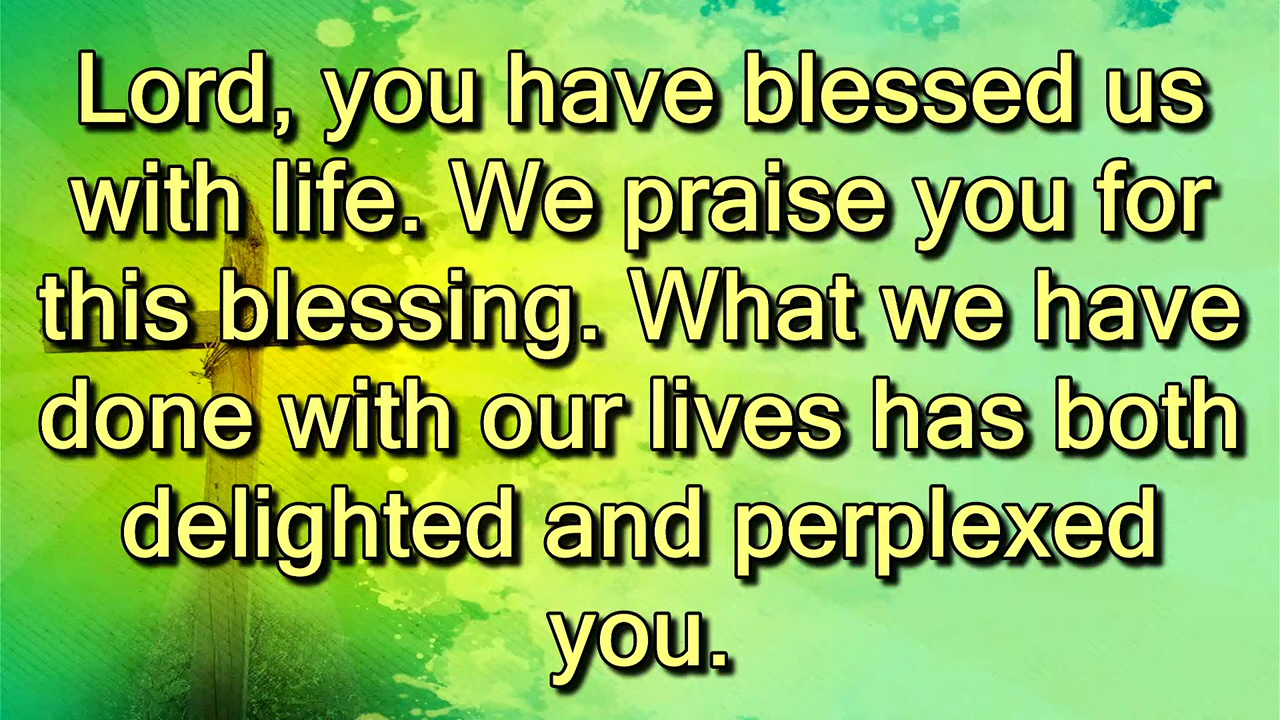 Lord, you have blessed us
with life. We praise you for
this blessing. What we have
done with our lives has both
delighted and perplexed
you.